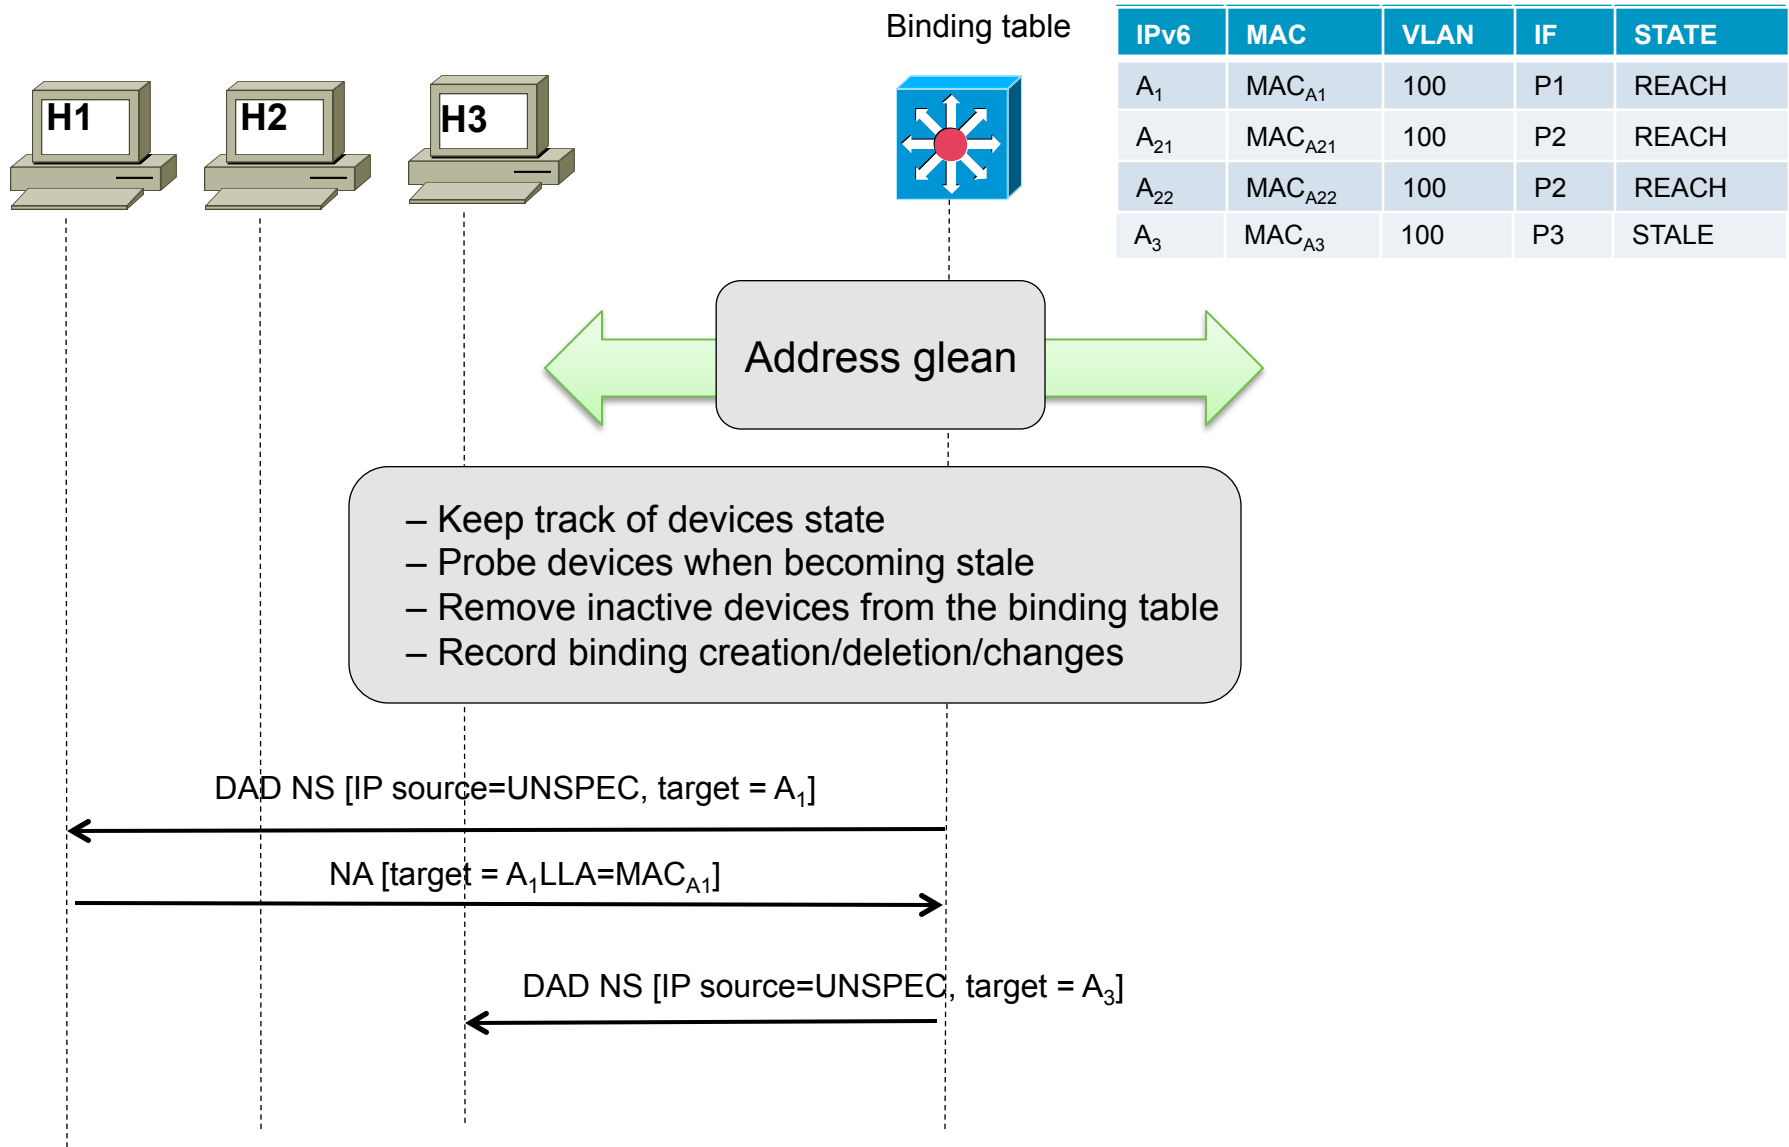 Binding table
IPv6 MAC VLAN IF STATE
A1 MACA1 100 P1 REACH
A21 MACA21 100 P2 REACH
A22 MACA22 100 P2 REACH
A3 MACA3 100 P3 STALE
H1 H2 H3
Address glean
– Keep track of devices state
– Probe devices when becoming stale
– Remove inactive devices from the binding table
– Record binding creation/deletion/changes
DAD NS [IP source=UNSPEC, target = A1]
NA [target = A1LLA=MACA1]
DAD NS [IP source=UNSPEC, target = A3]